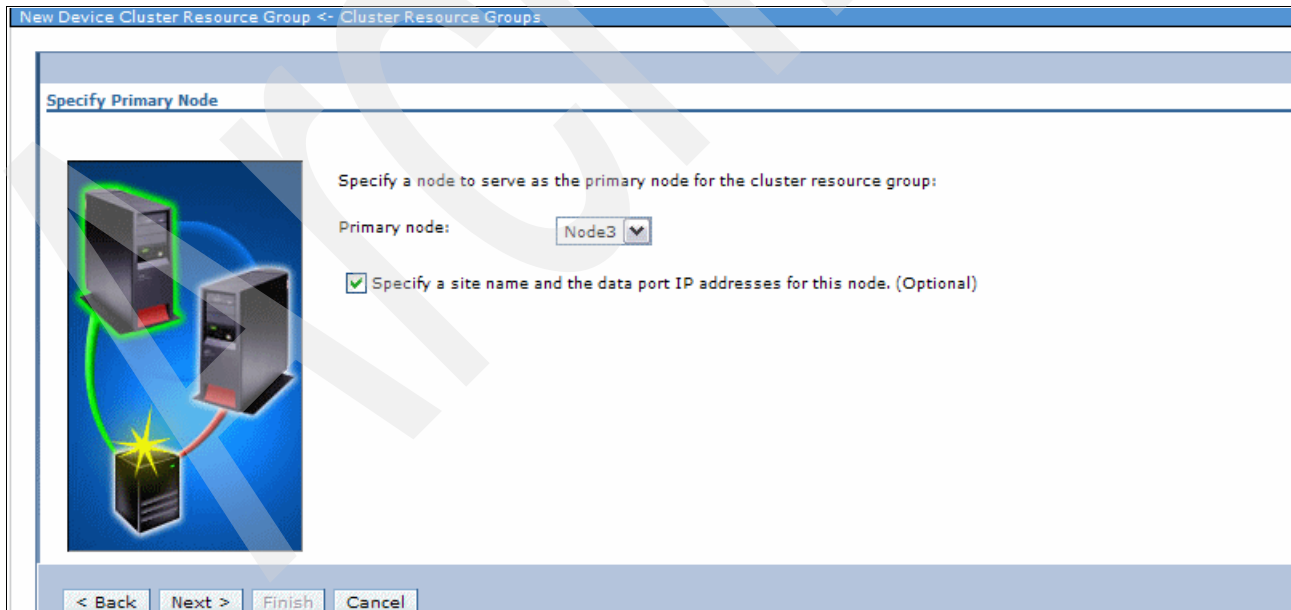 New Device Cluster Resource Group <- Cluster Resource Groups
Specify Primary Node
Specify a node to serve as the primary node for the cluster resource group:
Primary node: Node3
Specify a site name and the data port IP addresses for this node. (Optional)
< Back Next > Finish Cancel